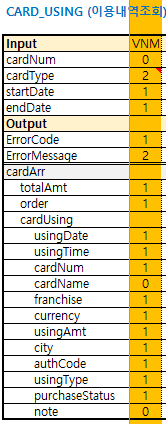 CARD_USING (이용내역조회)
Input VNM
cardNum 0
cardType 2
startDate 1
endDate 1
Output
ErrorCode 1
ErrorMessage 2
cardArr
totalAmt 1
order 1
cardUsing
usingDate 1
usingTime 1
cardNum 1
cardName 0
franchise 1
currency 1
usingAmt 1
city 1
authCode 1
usingType 1
purchaseStatus 1
note 0